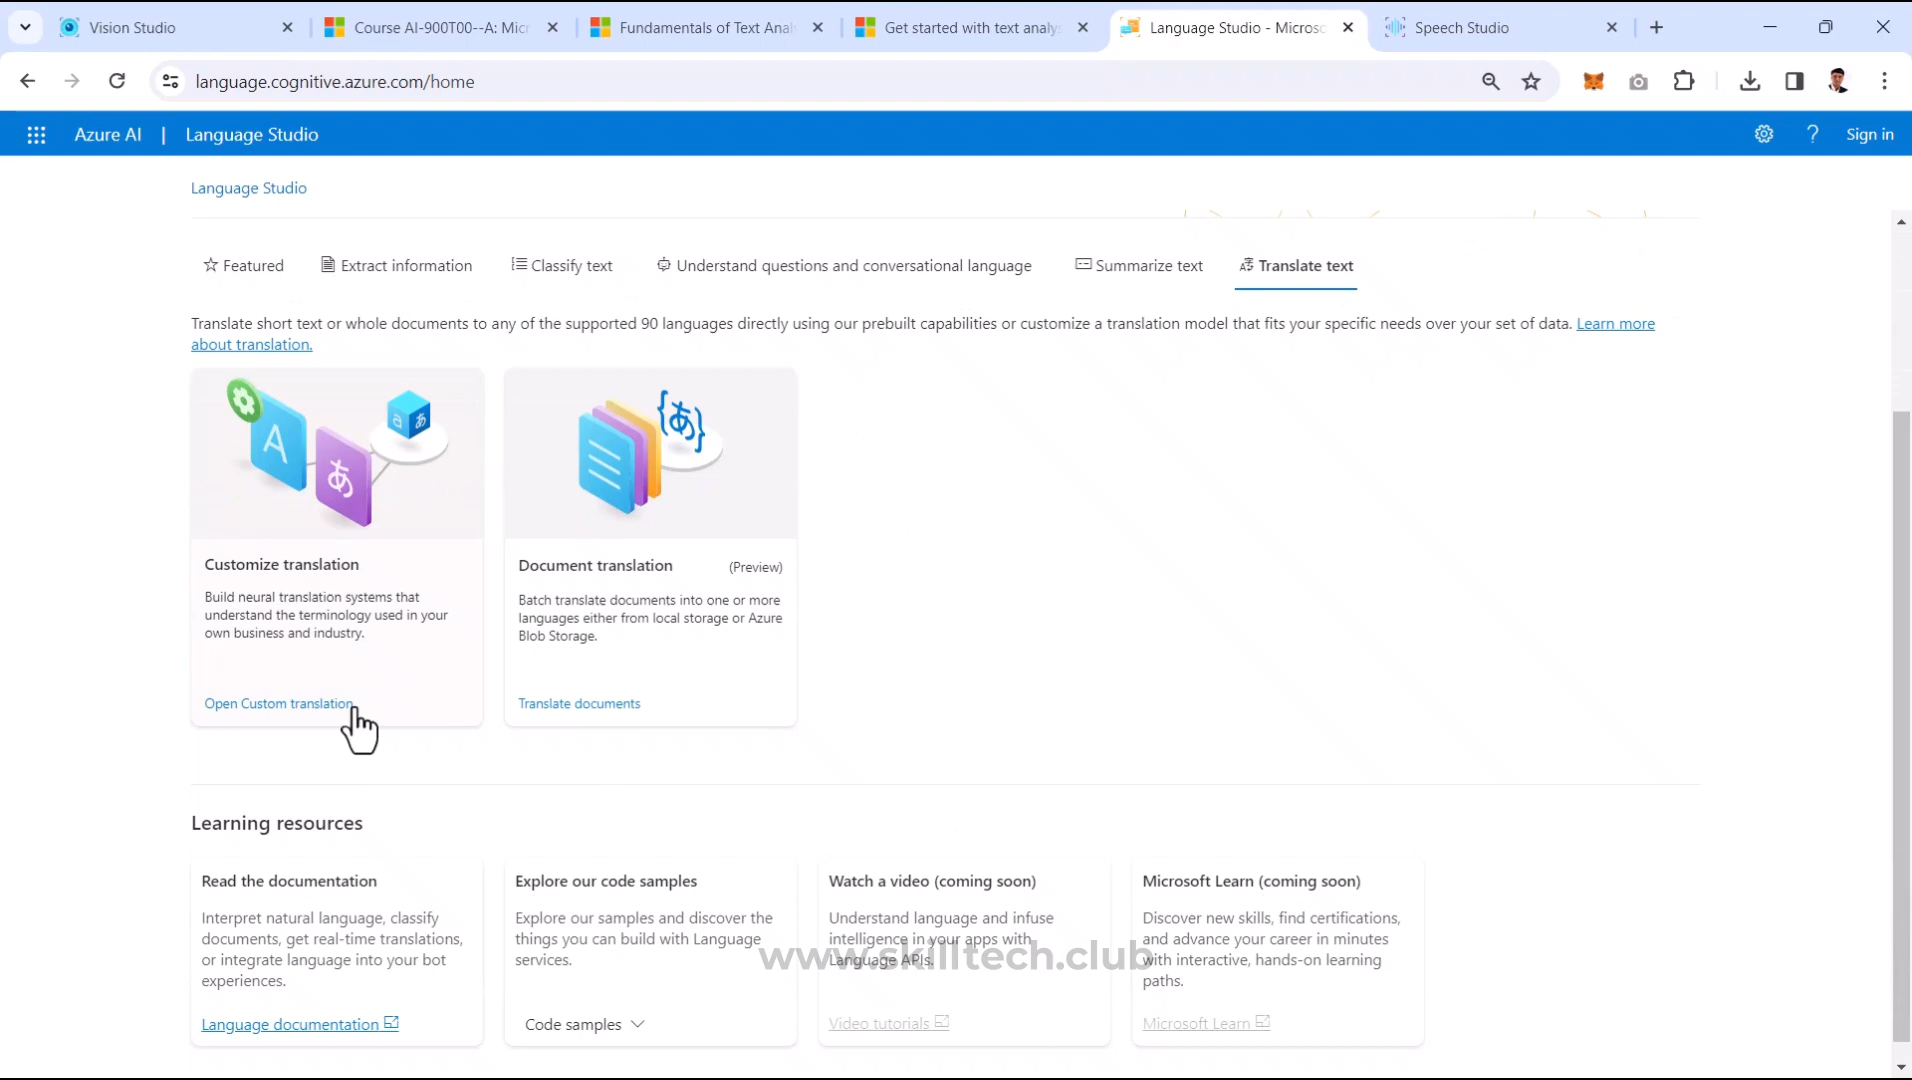 Vision Studio
Course AI-900T00--A: Micr
Fundamentals of Text Anal
Get started with text analys
Language Studio - Microso
Speech Studio
language.cognitive.azure.com/home
Azure AI | Language Studio
Sign in
Language Studio
Featured
Extract information
Classify text
Understand questions and conversational language
Summarize text
Translate text
Translate short text or whole documents to any of the supported 90 languages directly using our prebuilt capabilities or customize a translation model that fits your specific needs over your set of data. Learn more
about translation.
Customize translation
Build neural translation systems that
understand the terminology used in your
own business and industry.
Open Custom translation
Document translation (Preview)
Batch translate documents into one or more
languages either from local storage or Azure
Blob Storage.
Translate documents
Learning resources
Read the documentation
Interpret natural language, classify
documents, get real-time translations,
or integrate language into your bot
experiences.
Language documentation
Explore our code samples
Explore our samples and discover the
things you can build with Language
services.
Code samples
Watch a video (coming soon)
Understand language and infuse
intelligence in your apps with
Language APIs.
Video tutorials
Microsoft Learn (coming soon)
Discover new skills, find certifications,
and advance your career in minutes
with interactive, hands-on learning
paths.
Microsoft Learn
www.skilltech.club